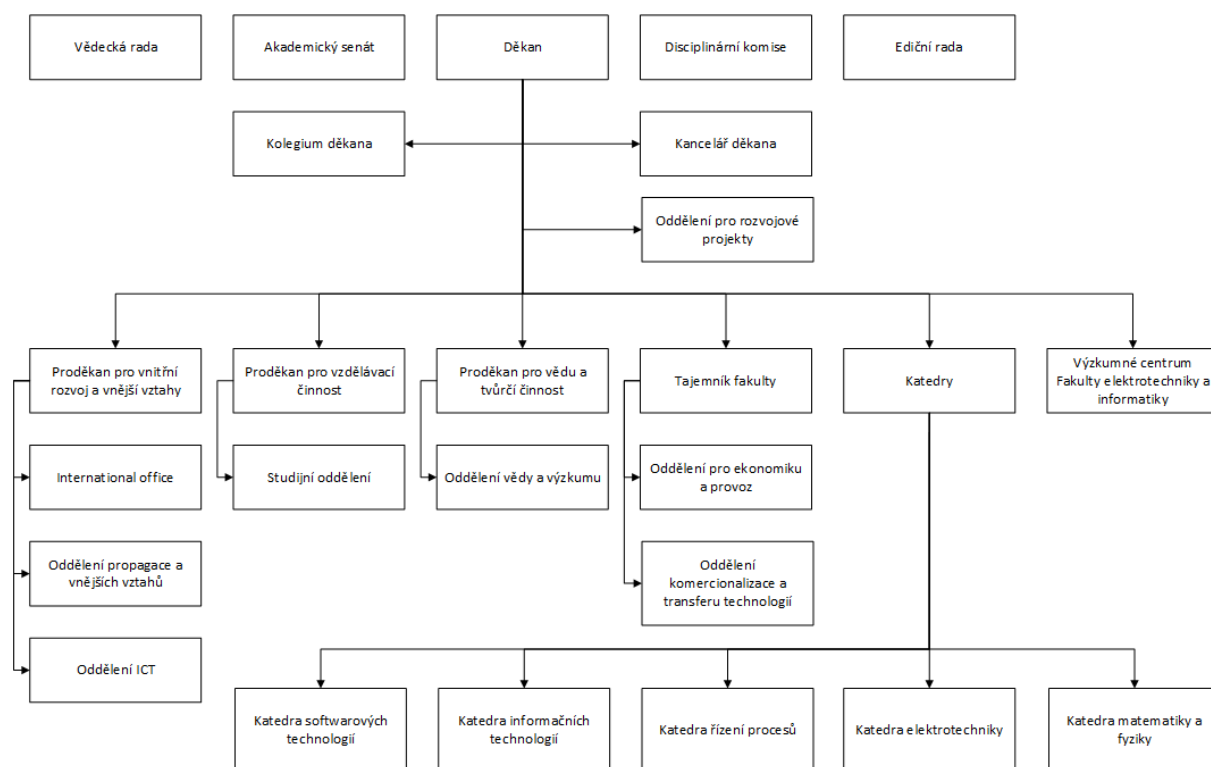 Vědecká rada
Akademický senát
Děkan
Disciplinární komise
Ediční rada
Kolegium děkana
Kancelář děkana
Oddělení pro rozvojové
projekty
Proděkan pro vnitřní
rozvoj a vnější vztahy
Proděkan pro vzdělávací
činnost
Proděkan pro vědu a
tvůrčí činnost
Tajemník fakulty
Katedry
Výzkumné centrum
Fakulty elektrotechniky a
informatiky
International office
Studijní oddělení
Oddělení vědy a výzkumu
Oddělení pro ekonomiku
a provoz
Oddělení propagace a
vnějších vztahů
Oddělení
komercionalizace a
transferu technologií
Oddělení ICT
Katedra softwarových
technologií
Katedra informačních
technologií
Katedra řízení procesů
Katedra elektrotechniky
Katedra matematiky a
fyziky